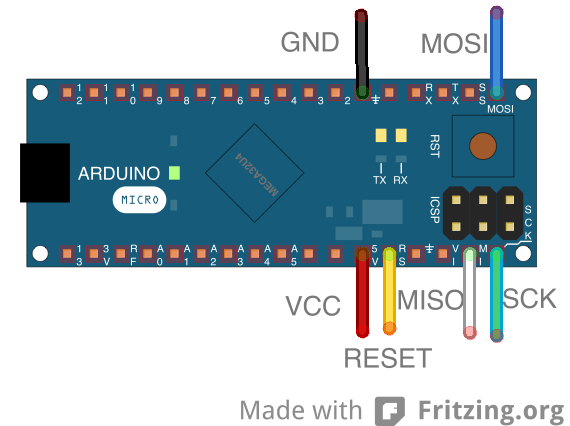 GND
MOSI
12 11 10 9 8 7 6 5 4 3 2 RX TX SS
MOSI
ARDUINO
MICRO
MEGA32U4
TX RX
RST
ICSP
SCK
13 3V RF A0 A1 A2 A3 A4 A5 5V RS VI MI
VCC
MISO
SCK
RESET
Made with Fritzing.org